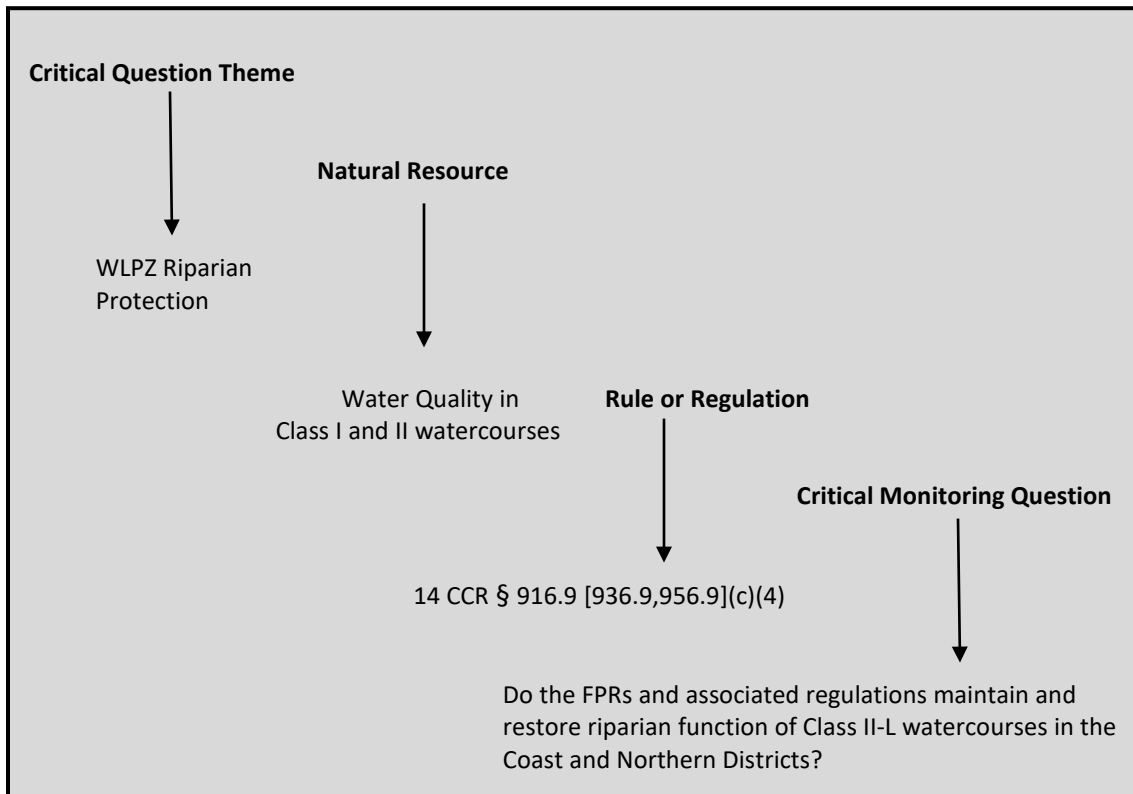 Critical Question Theme
Natural Resource
WLPZ Riparian
Protection
Water Quality in
Class I and II watercourses
Rule or Regulation
Critical Monitoring Question
14 CCR § 916.9 [936.9,956.9](c)(4)
Do the FPRs and associated regulations maintain and
restore riparian function of Class II-L watercourses in the
Coast and Northern Districts?